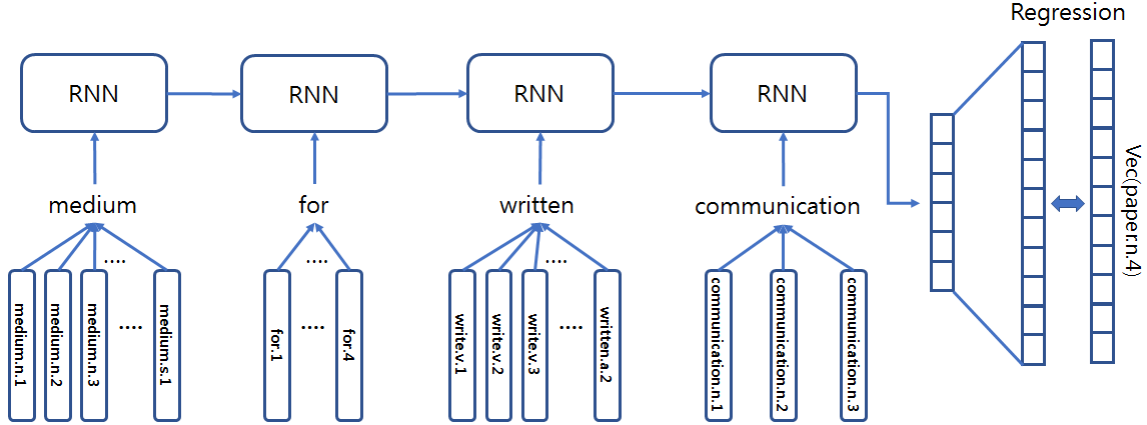 Regression
RNN
RNN
RNN
RNN
medium
for
written
communication
....
....
....
medium.n.1
medium.n.2
medium.n.3
....
medium.s.1
for.1
....
for.4
write.v.1
write.v.2
write.v.3
....
written.a.2
communication.n.1
communication.n.2
communication.n.3
Vec(paper.n.4)